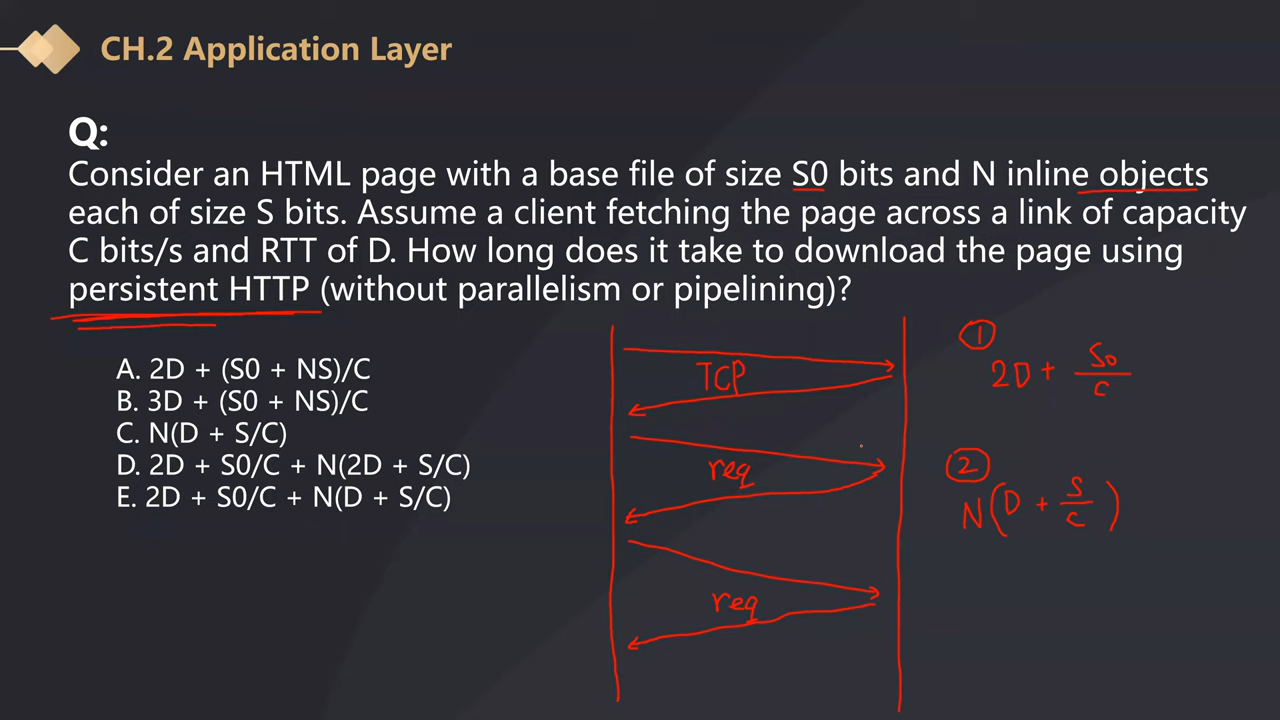 CH.2 Application Layer
Q:
Consider an HTML page with a base file of size S0 bits and N inline objects
each of size S bits. Assume a client fetching the page across a link of capacity
C bits/s and RTT of D. How long does it take to download the page using
persistent HTTP (without parallelism or pipelining)?
A. 2D + (S0 + NS)/C
B. 3D + (S0 + NS)/C
C. N(D + S/C)
D. 2D + S0/C + N(2D + S/C)
E. 2D + S0/C + N(D + S/C)
TCP
req
req
①
2D + S0/C
②
N(D + S/C)